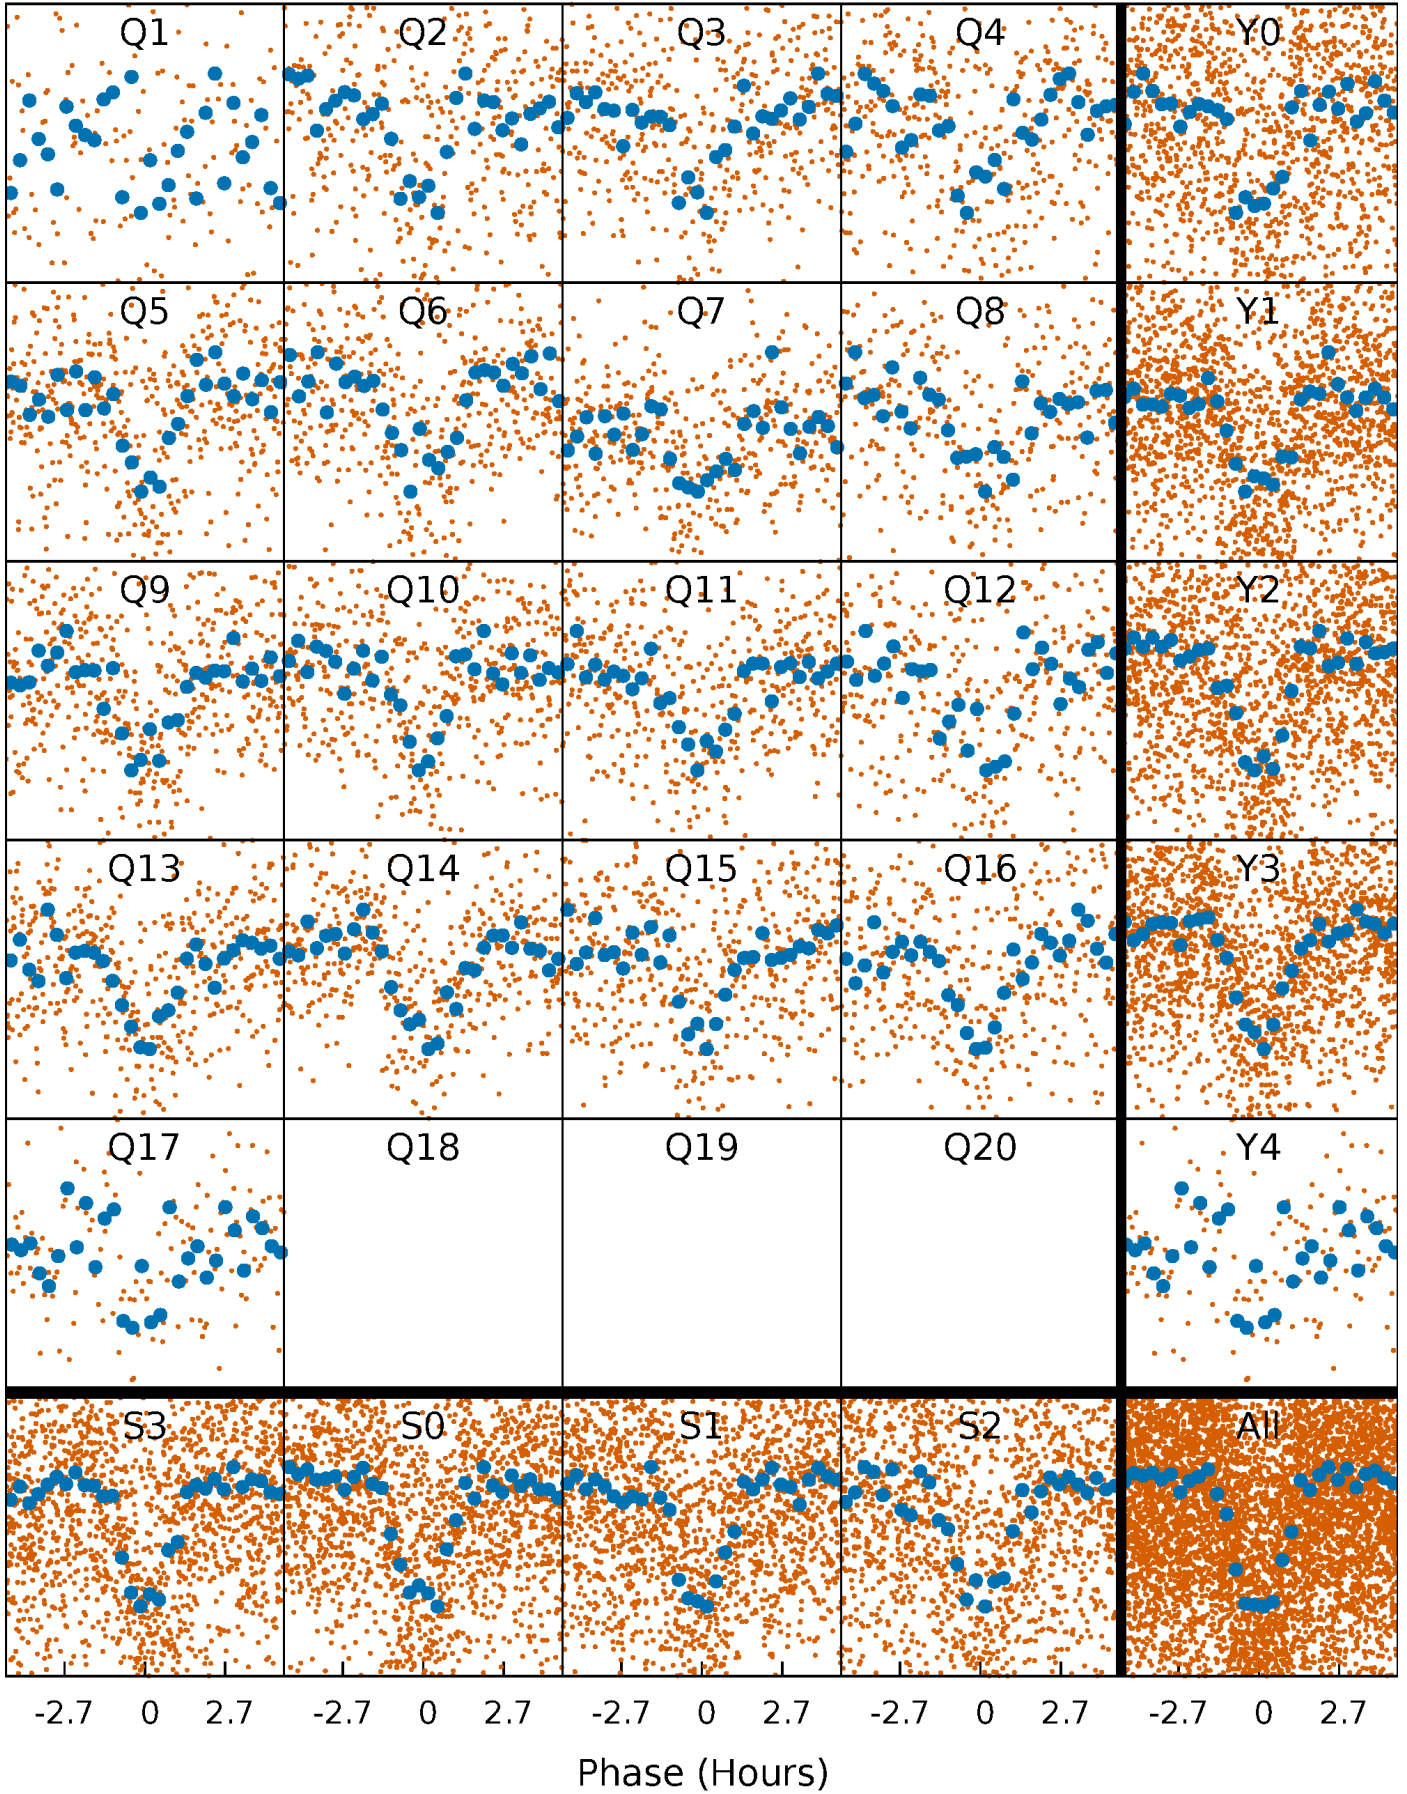 Q1 Q2 Q3 Q4 Y0
Q5 Q6 Q7 Q8 Y1
Q9 Q10 Q11 Q12 Y2
Q13 Q14 Q15 Q16 Y3
Q17 Q18 Q19 Q20 Y4
S3 S0 S1 S2 All
-2.7 0 2.7 -2.7 0 2.7 -2.7 0 2.7 -2.7 0 2.7 -2.7 0 2.7
Phase (Hours)